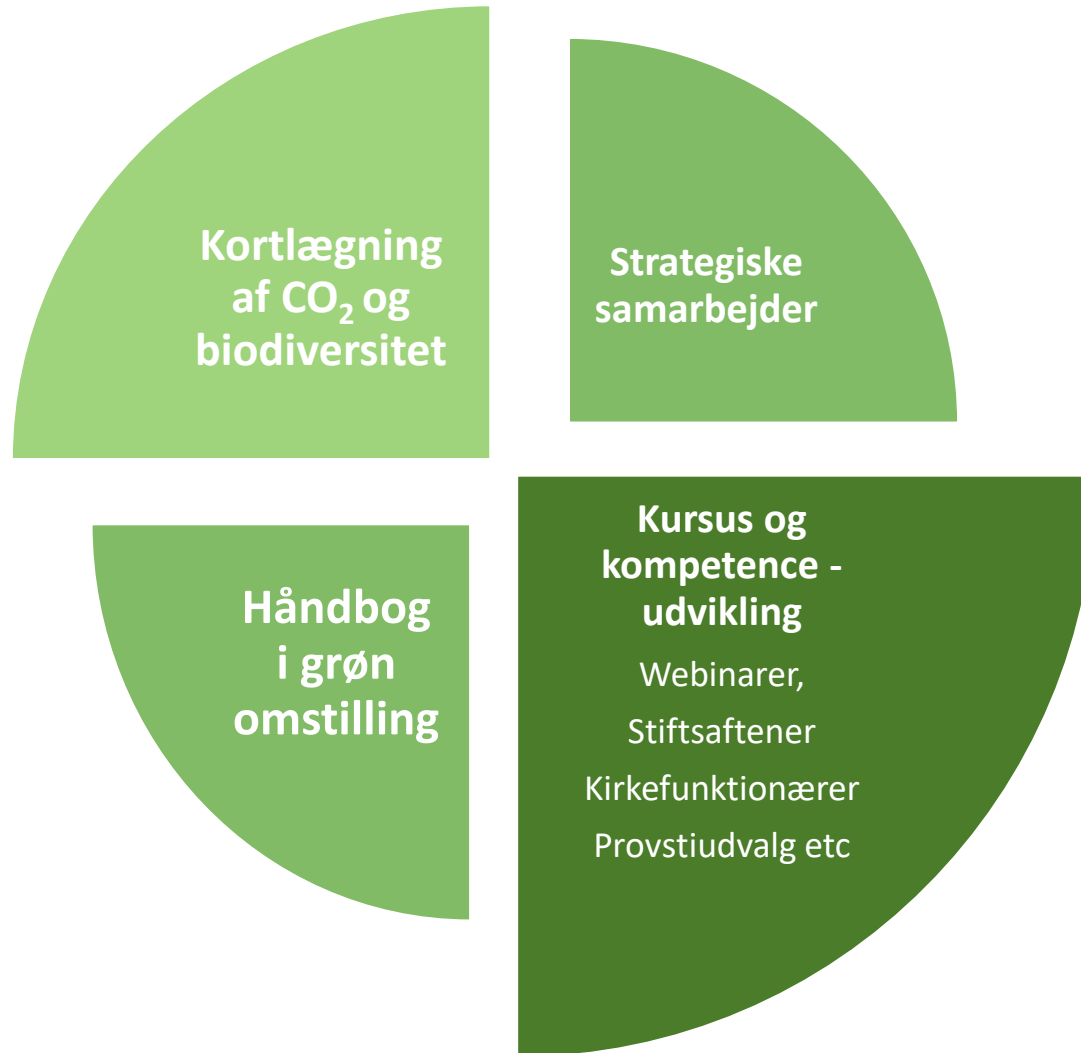 Kortlægning
af CO₂ og
biodiversitet
Strategiske
samarbejder
Håndbog
i grøn
omstilling
Kursus og
kompetence -
udvikling
Webinarer,
Stiftsaftener
Kirkefunktionærer
Provstiudvalg etc